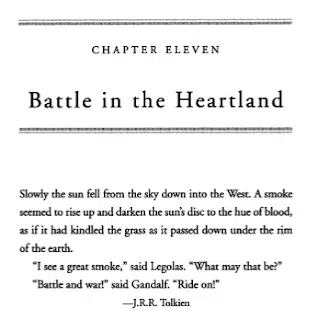 CHAPTER ELEVEN
Battle in the Heartland
Slowly the sun fell from the sky down into the West. A smoke
seemed to rise up and darken the sun's disc to the hue of blood,
as if it had kindled the grass as it passed down under the rim
of the earth.
"I see a great smoke," said Legolas. "What may that be?"
"Battle and war!" said Gandalf. "Ride on!"
—J.R.R. Tolkien